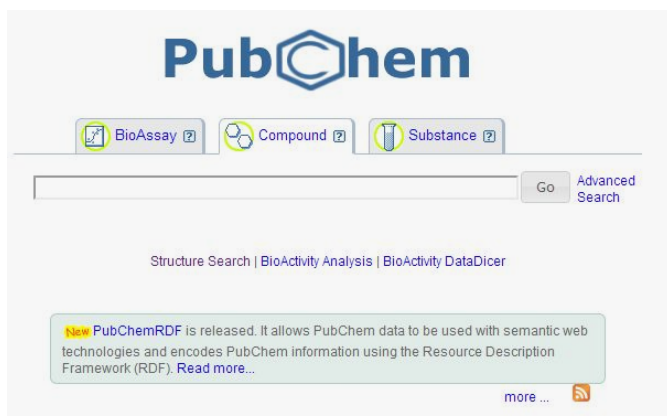 PubChem
BioAssay ? Compound ? Substance ?
Go Advanced
Search
Structure Search | BioActivity Analysis | BioActivity DataDicer
New PubChemRDF is released. It allows PubChem data to be used with semantic web
technologies and encodes PubChem information using the Resource Description
Framework (RDF). Read more...
more ...